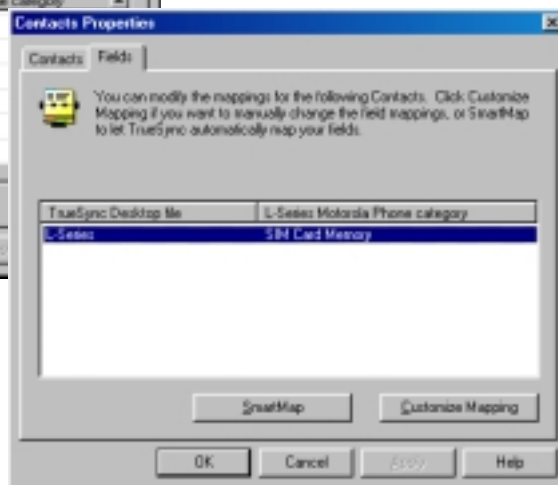 category
Contacts Properties
Contacts Fields
You can modify the mappings for the following Contacts. Click Customize
Mapping if you want to manually change the field mappings, or SmartMap
to let TrueSync automatically map your fields.
TrueSync Desktop file L-Series Motorola Phone category
L-Series SIM Card Memory
SmartMap Customize Mapping
OK Cancel Apply Help